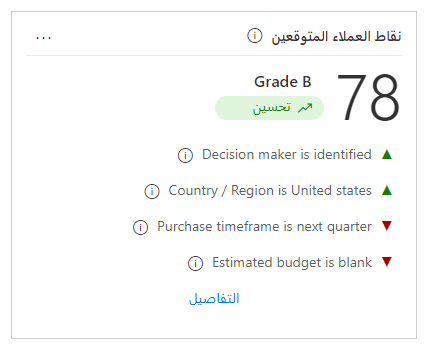 نقاط العملاء المتوقعين
78
Grade B
تحسين
Decision maker is identified
Country / Region is United states
Purchase timeframe is next quarter
Estimated budget is blank
التفاصيل